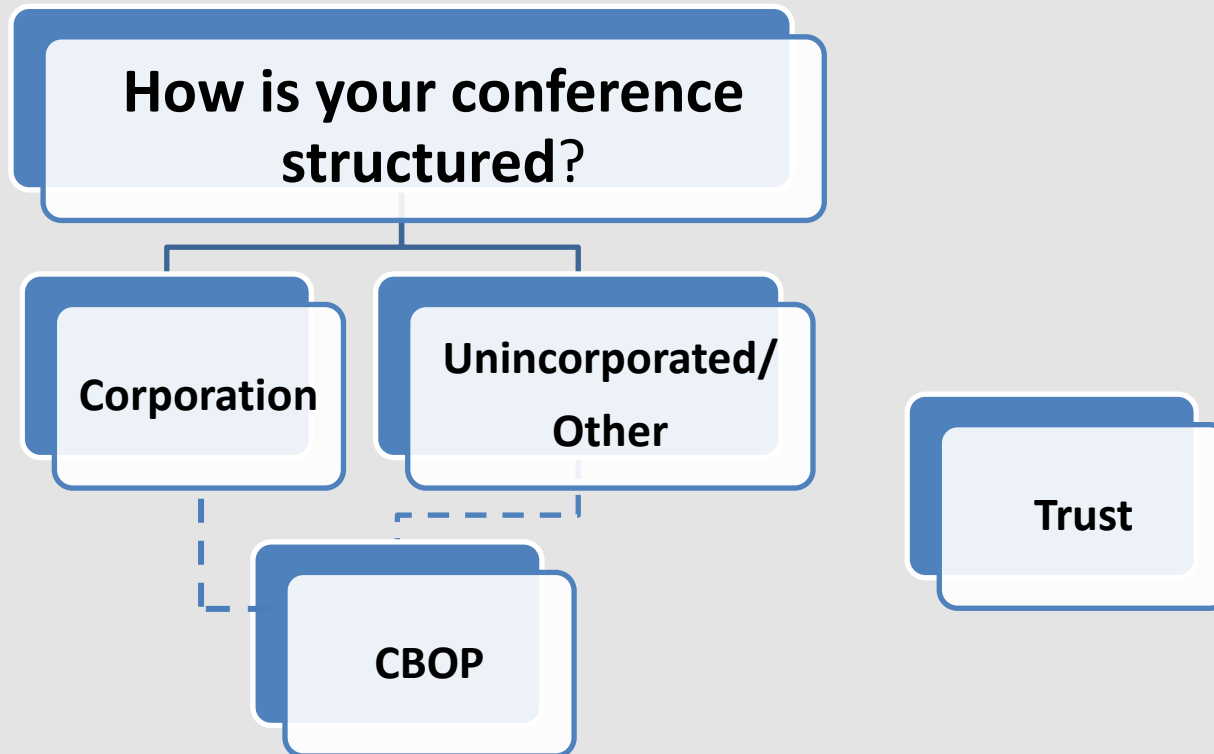 How is your conference
structured?
Corporation
Unincorporated/
Other
Trust
CBOP